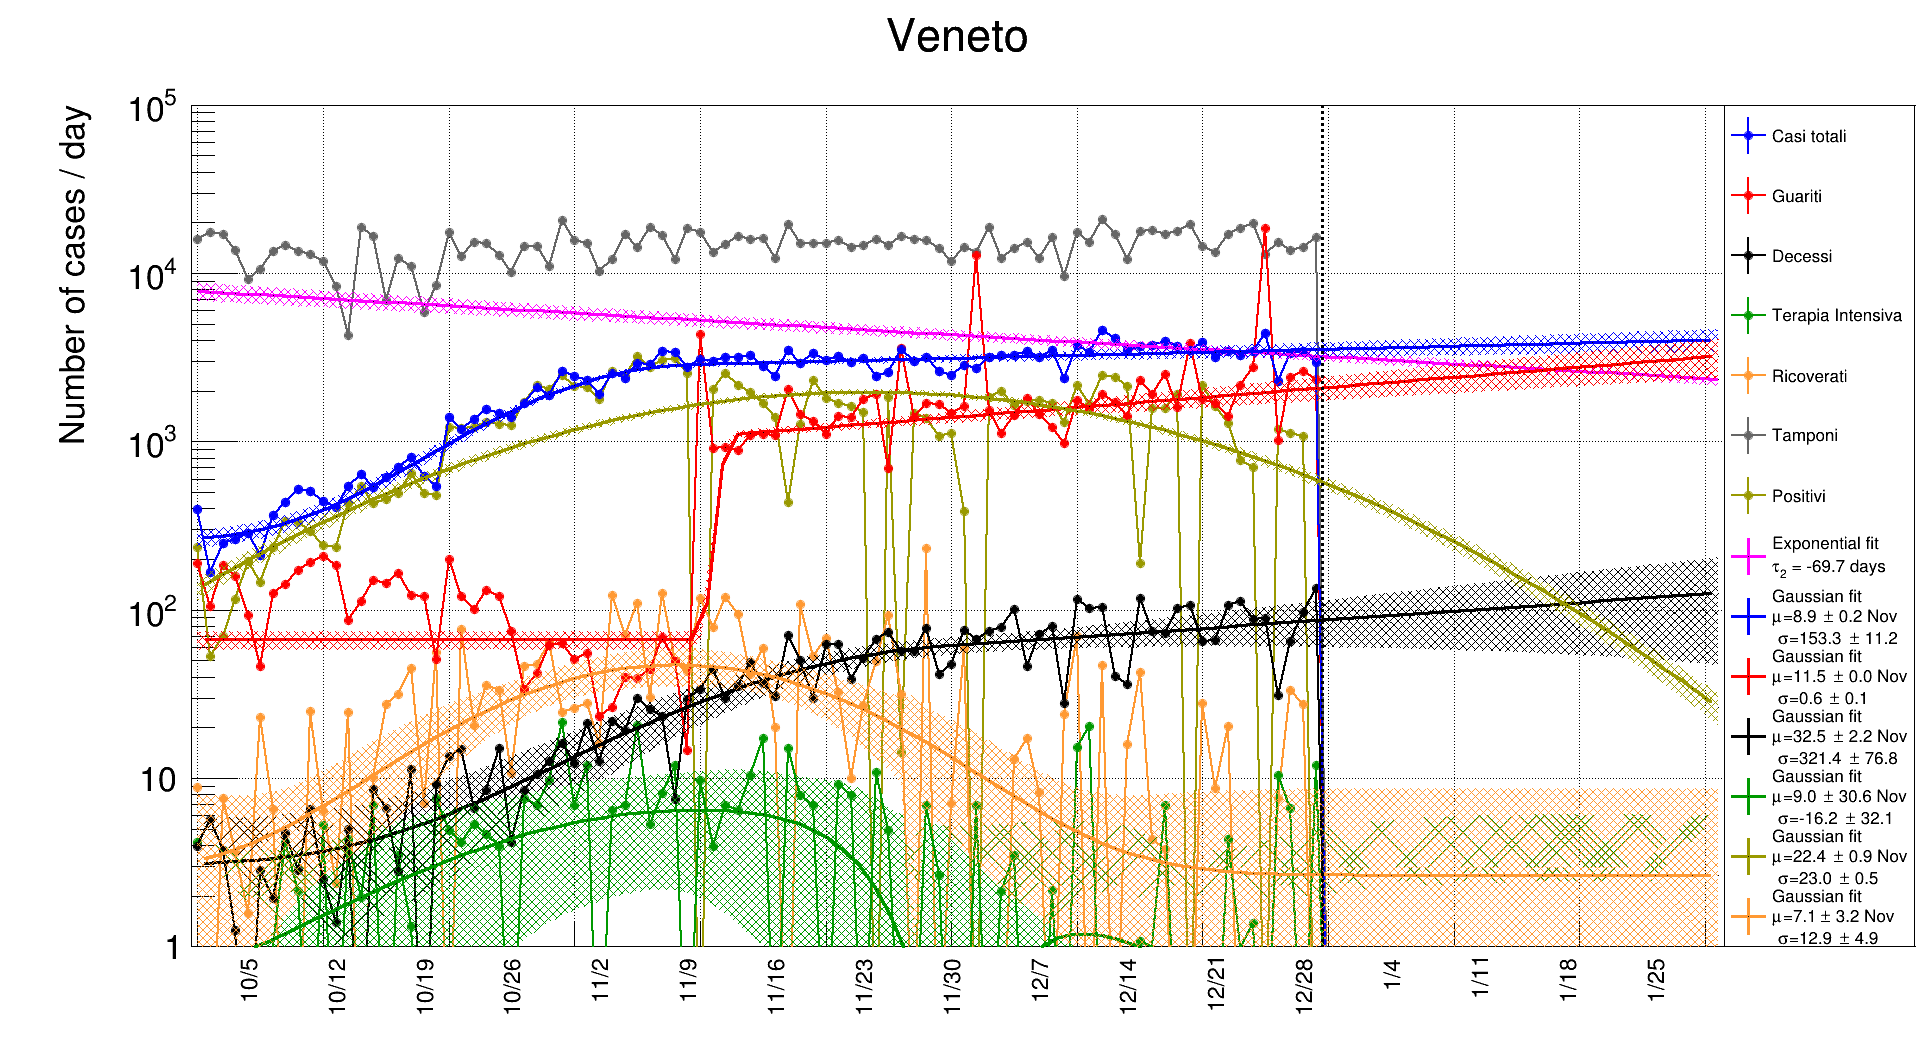 Veneto
Number of cases / day
10^5
10^4
10^3
10^2
10
1
10/5
10/12
10/19
10/26
11/2
11/9
11/16
11/23
11/30
12/7
12/14
12/21
12/28
1/4
1/11
1/18
1/25
Casi totali
Guariti
Decessi
Terapia Intensiva
Ricoverati
Tamponi
Positivi
Exponential fit
τ₂ = -69.7 days
Gaussian fit
μ=8.9 ± 0.2 Nov
σ=153.3 ± 11.2
Gaussian fit
μ=11.5 ± 0.0 Nov
σ=0.6 ± 0.1
Gaussian fit
μ=32.5 ± 2.2 Nov
σ=321.4 ± 76.8
Gaussian fit
μ=9.0 ± 30.6 Nov
σ=-16.2 ± 32.1
Gaussian fit
μ=22.4 ± 0.9 Nov
σ=23.0 ± 0.5
Gaussian fit
μ=7.1 ± 3.2 Nov
σ=12.9 ± 4.9